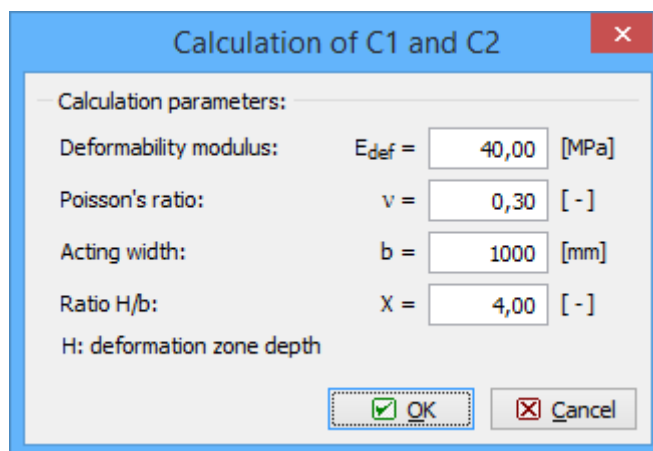 Calculation of C1 and C2
Calculation parameters:
Deformability modulus: Edef = 40,00 [MPa]
Poisson's ratio: ν = 0,30 [-]
Acting width: b = 1000 [mm]
Ratio H/b: X = 4,00 [-]
H: deformation zone depth
OK Cancel